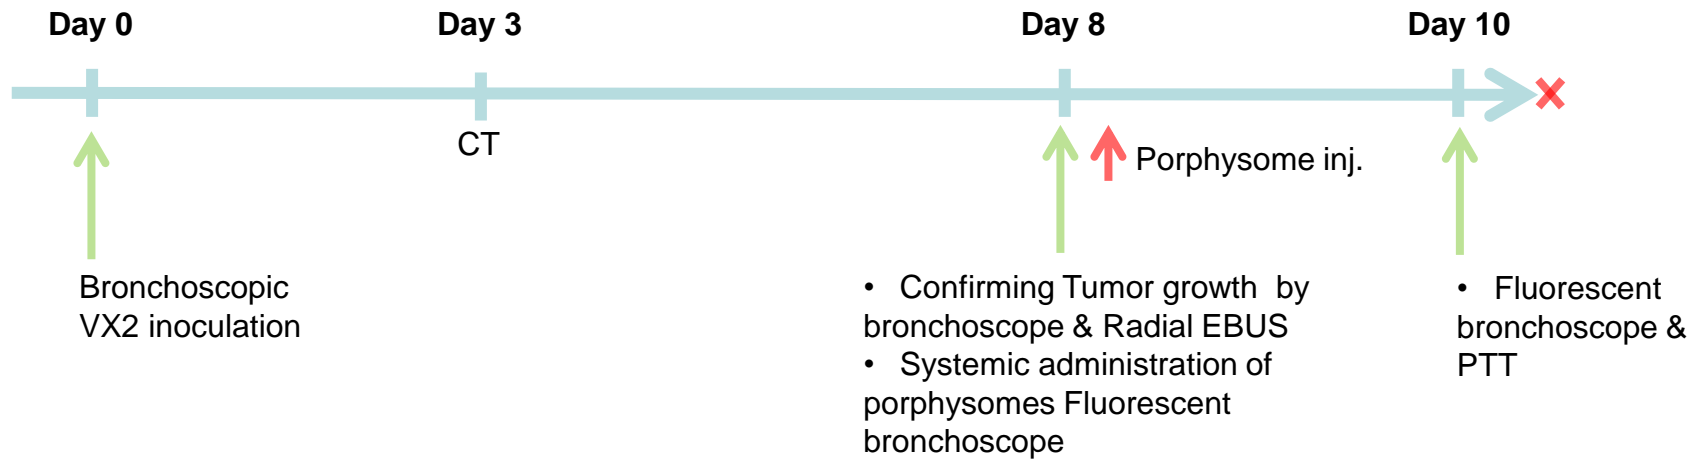 Day 0
Day 3
Day 8
Day 10
CT
Porphysome inj.
Bronchoscopic
VX2 inoculation
• Confirming Tumor growth by
bronchoscope & Radial EBUS
• Systemic administration of
porphysomes Fluorescent
bronchoscope
• Fluorescent
bronchoscope &
PTT